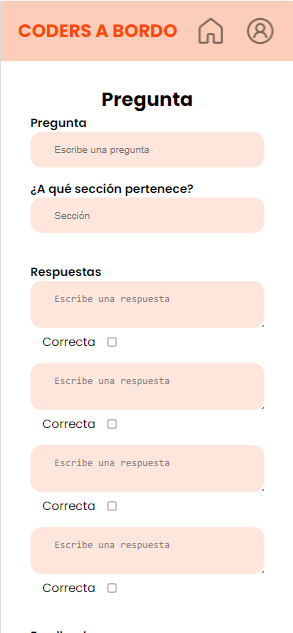 CODERS A BORDO
Pregunta
Pregunta
Escribe una pregunta
¿A qué sección pertenece?
Sección
Respuestas
Escribe una respuesta
Correcta
Escribe una respuesta
Correcta
Escribe una respuesta
Correcta
Escribe una respuesta
Correcta